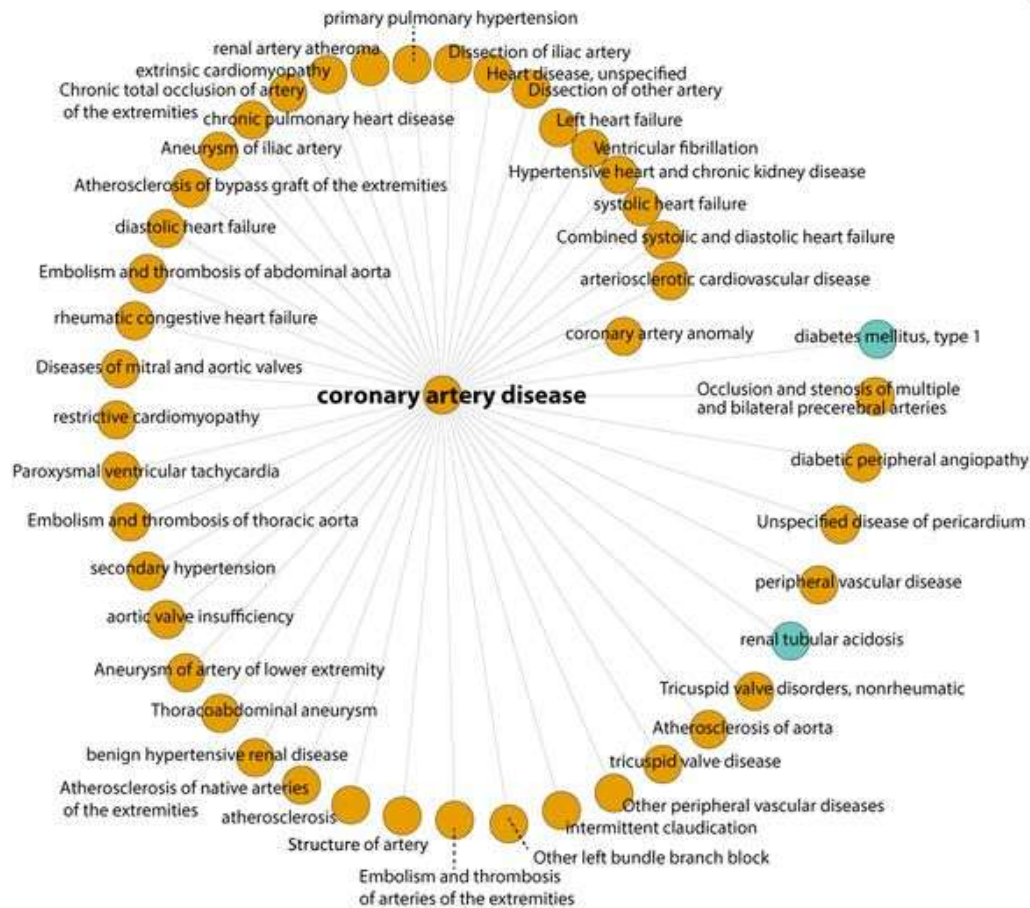 primary pulmonary hypertension
renal artery atheroma
Dissection of iliac artery
extrinsic cardiomyopathy
Heart disease, unspecified
Chronic total occlusion of artery
of the extremities
Dissection of other artery
chronic pulmonary heart disease
Left heart failure
Aneurysm of iliac artery
Ventricular fibrillation
Hypertensive heart and chronic kidney disease
Atherosclerosis of bypass graft of the extremities
systolic heart failure
diastolic heart failure
Combined systolic and diastolic heart failure
Embolism and thrombosis of abdominal aorta
arteriosclerotic cardiovascular disease
rheumatic congestive heart failure
coronary artery anomaly
diabetes mellitus, type 1
Diseases of mitral and aortic valves
coronary artery disease
Occlusion and stenosis of multiple
and bilateral precerebral arteries
restrictive cardiomyopathy
diabetic peripheral angiopathy
Paroxysmal ventricular tachycardia
Embolism and thrombosis of thoracic aorta
Unspecified disease of pericardium
secondary hypertension
peripheral vascular disease
aortic valve insufficiency
renal tubular acidosis
Aneurysm of artery of lower extremity
Tricuspid valve disorders, nonrheumatic
Thoracoabdominal aneurysm
Atherosclerosis of aorta
benign hypertensive renal disease
tricuspid valve disease
Atherosclerosis of native arteries
of the extremities
Other peripheral vascular diseases
atherosclerosis
intermittent claudication
Structure of artery
Other left bundle branch block
Embolism and thrombosis
of arteries of the extremities